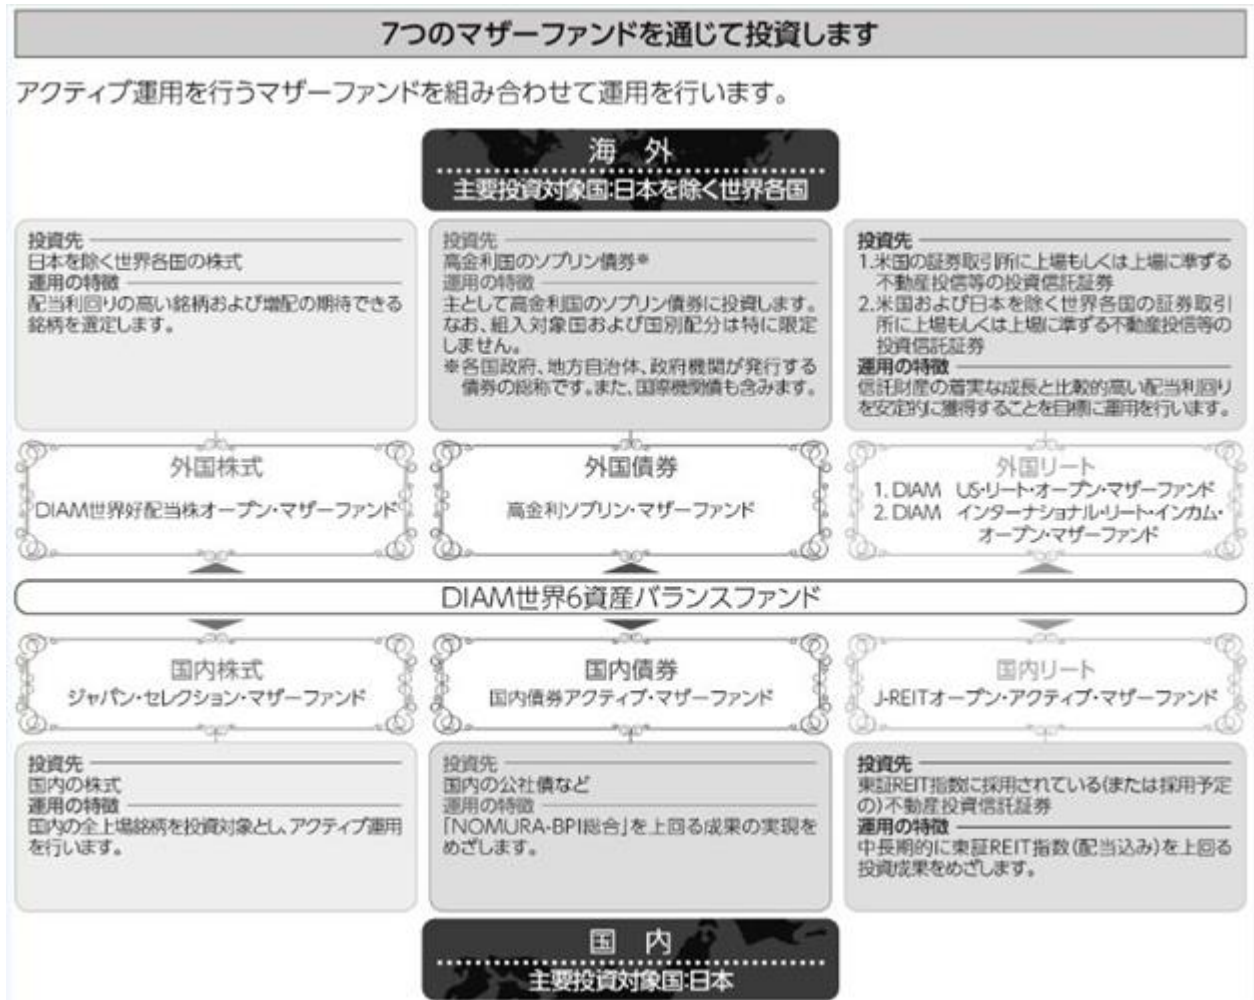 7つのマザーファンドを通じて投資します
アクティブ運用を行うマザーファンドを組み合わせて運用を行います。
海 外
主要投資対象国:日本を除く世界各国
投資先
日本を除く世界各国の株式
運用の特徴
配当利回りの高い銘柄および増配の期待できる
銘柄を選定します。
投資先
高金利国のソブリン債券※
運用の特徴
主として高金利国のソブリン債券に投資します。
なお、組入対象国および国別配分は特に限定
しません。
※各国政府、地方自治体、政府機関が発行する
債券の総称です。また、国際機関債も含みます。
投資先
1.米国の証券取引所に上場もしくは上場に準ずる
不動産投信等の投資信託証券
2.米国および日本を除く世界各国の証券取引
所に上場もしくは上場に準ずる不動産投信等の
投資信託証券
運用の特徴
信託財産の着実な成長と比較的高い配当利回り
を安定的に獲得することを目標に運用を行います。
外国株式
DIAM世界好配当株オープン・マザーファンド
外国債券
高金利ソブリン・マザーファンド
外国リート
1. DIAM US・リート・オープン・マザーファンド
2. DIAM インターナショナル・リート・インカム・
オープン・マザーファンド
DIAM世界6資産バランスファンド
国内株式
ジャパン・セレクション・マザーファンド
国内債券
国内債券アクティブ・マザーファンド
国内リート
J-REITオープン・アクティブ・マザーファンド
投資先
国内の株式
運用の特徴
国内の全上場銘柄を投資対象とし、アクティブ運用
を行います。
投資先
国内の公社債など
運用の特徴
「NOMURA-BPI総合」を上回る成果の実現を
めざします。
投資先
東証REIT指数に採用されている(または採用予定
の)不動産投資信託証券
運用の特徴
中長期的に東証REIT指数(配当込み)を上回る
投資成果をめざします。
国 内
主要投資対象国:日本